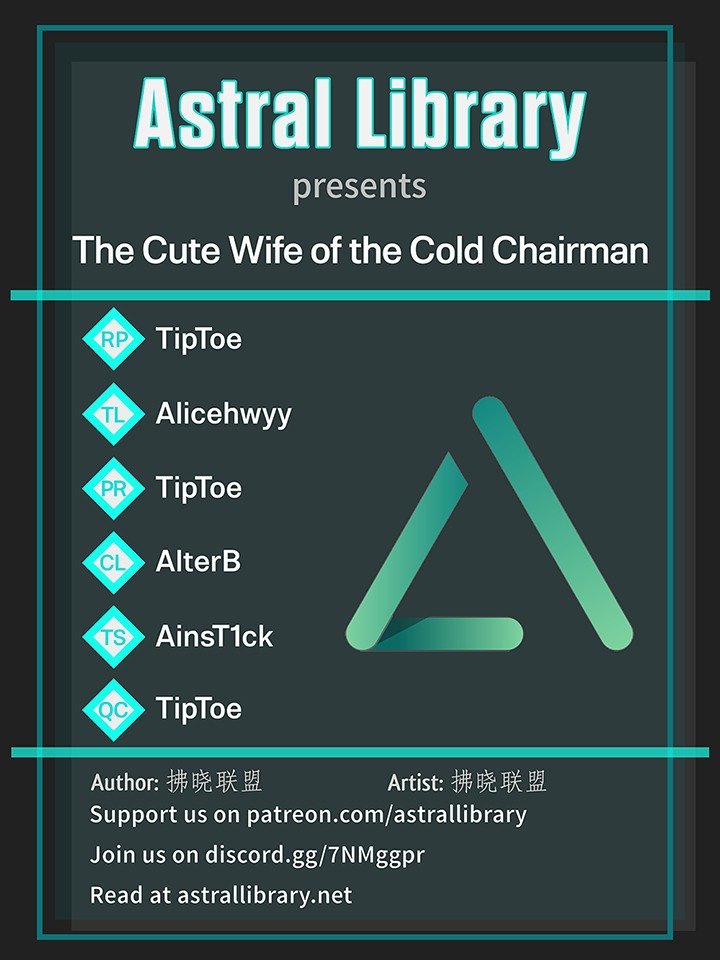 Astral Library
presents
The Cute Wife of the Cold Chairman
RP TipToe
TL Alicehwyy
PR TipToe
CL AlterB
TS AinsT1ck
QC TipToe
Author: 拂晓联盟 Artist: 拂晓联盟
Support us on patreon.com/astrallibrary
Join us on discord.gg/7NMggpr
Read at astrallibrary.net